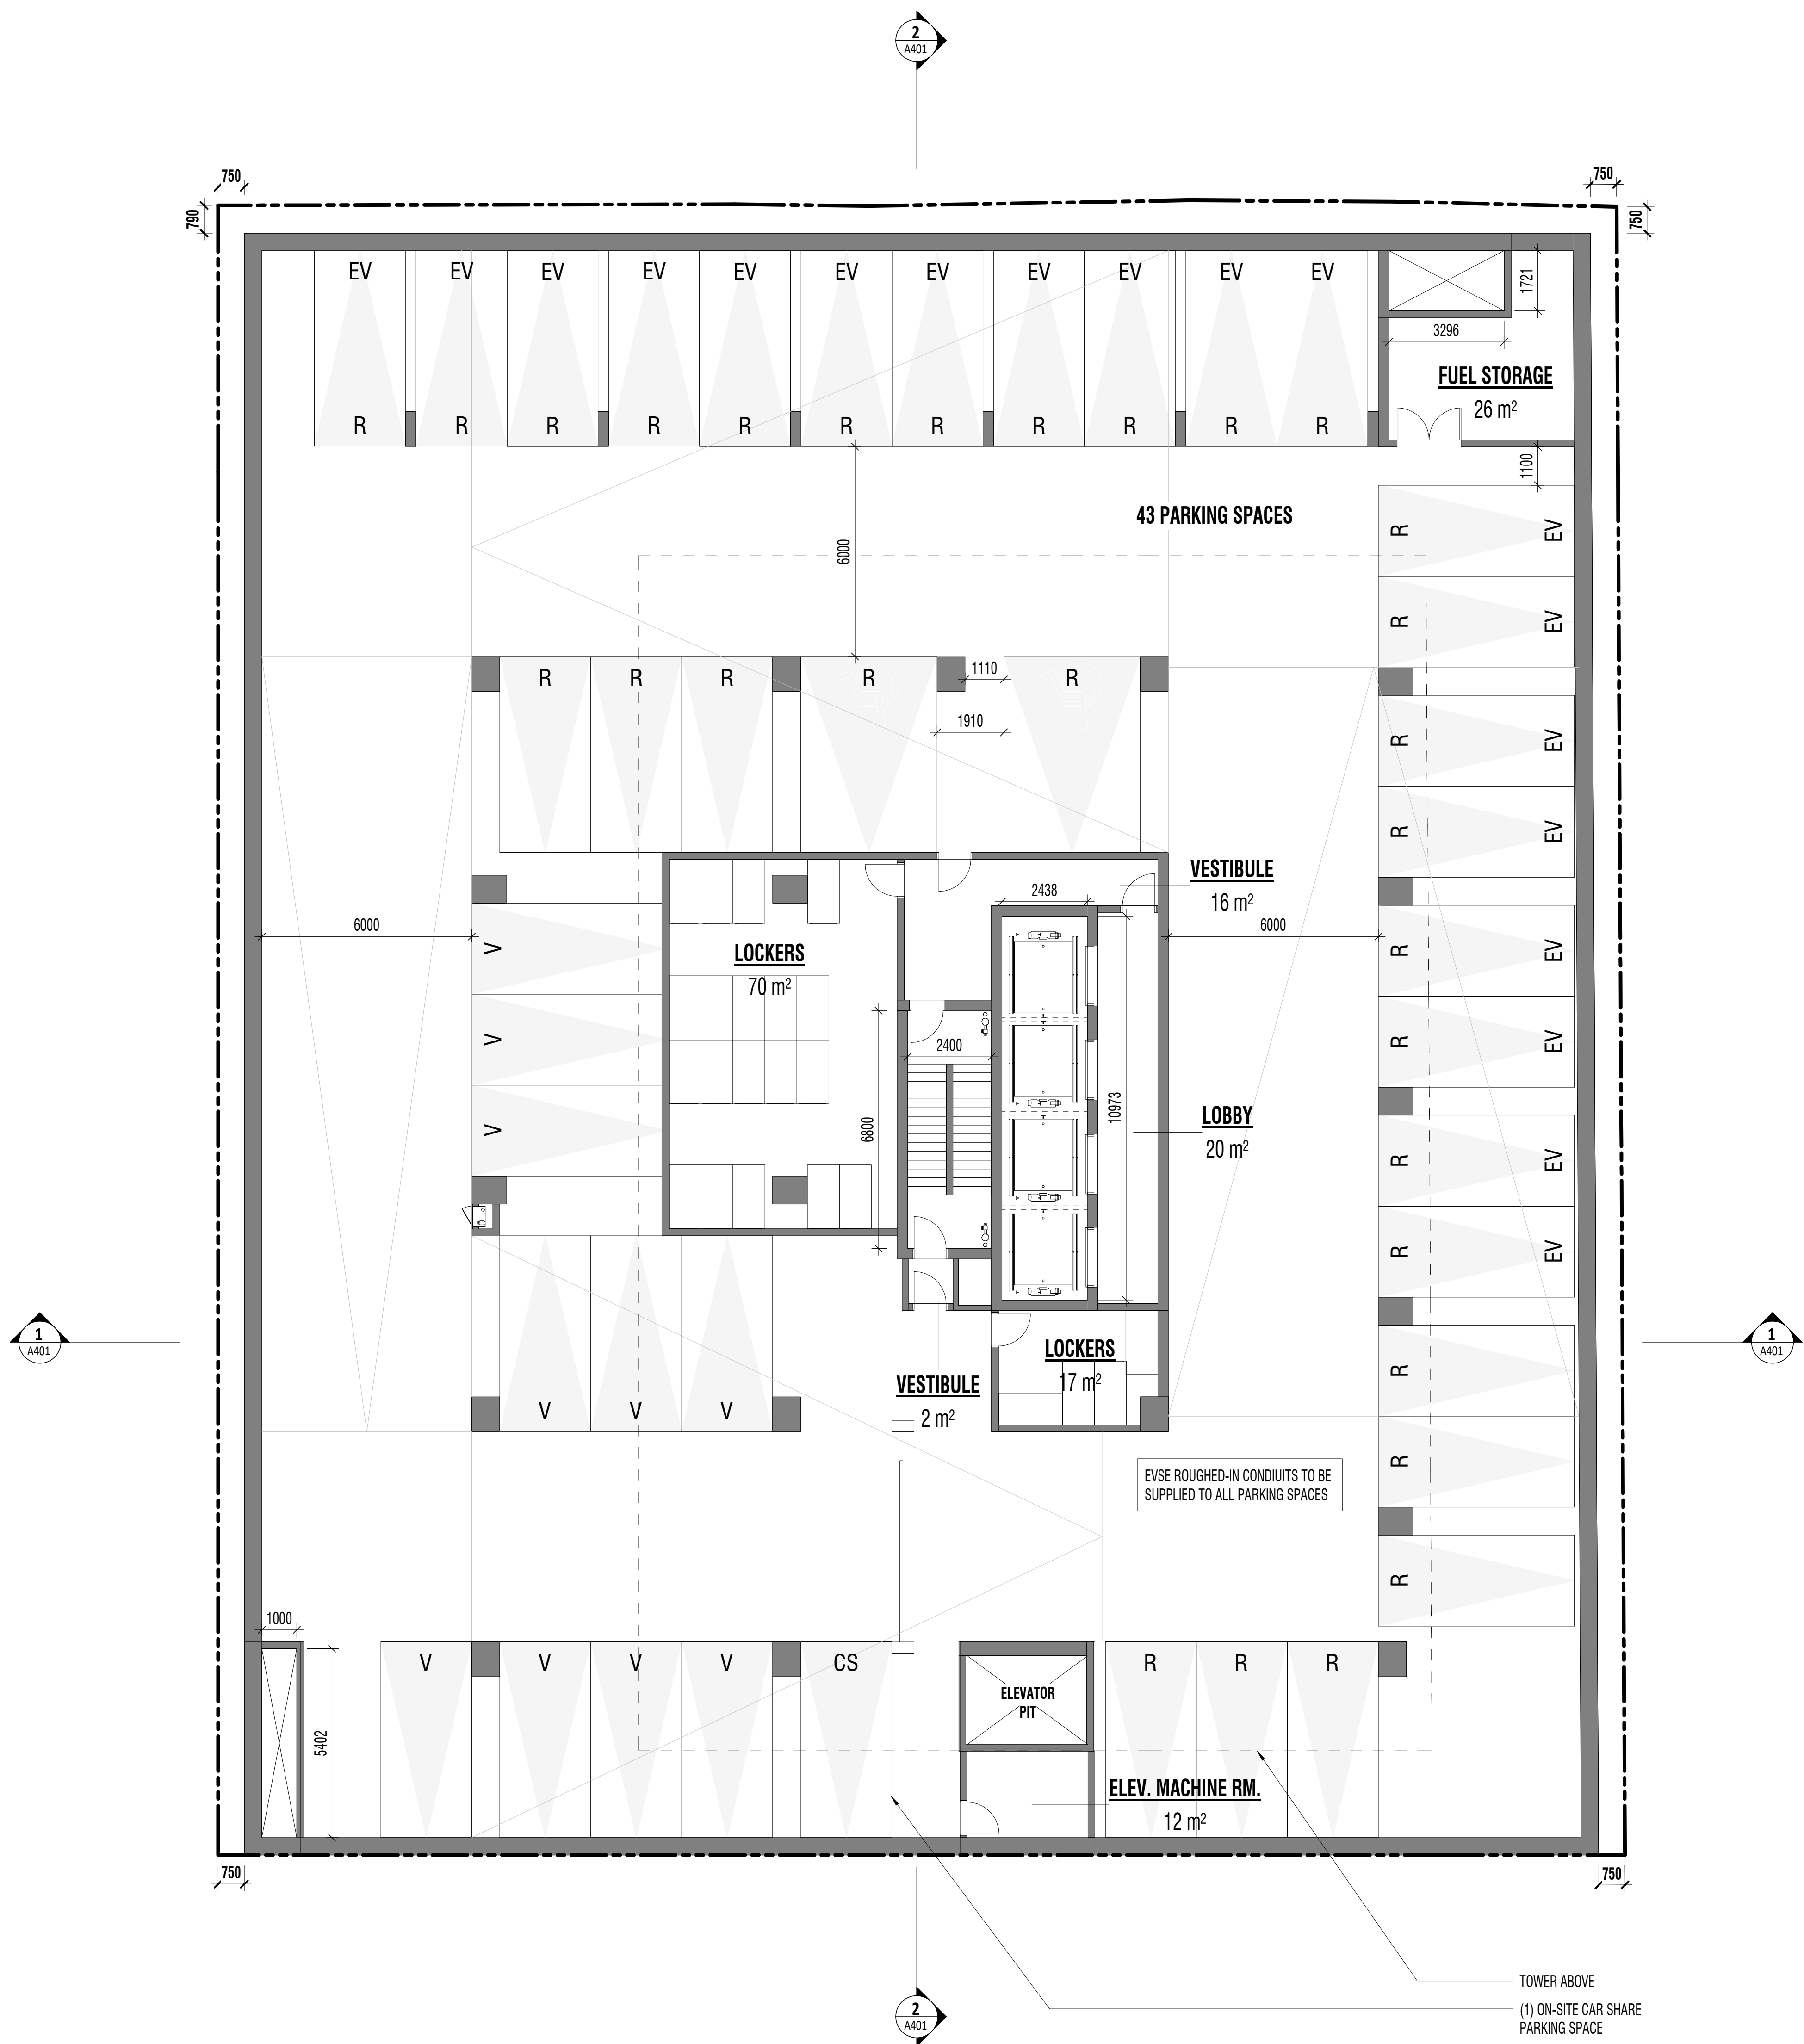 2
A401
750
750
790
750
EV EV EV EV EV EV EV EV EV EV EV
1721
3296
FUEL STORAGE
26 m²
R R R R R R R R R R R
1100
43 PARKING SPACES
R EV
6000
R EV
R R R R R
1110
1910
R EV
R EV
VESTIBULE
16 m²
2438
6000
6000
V
LOCKERS
70 m²
R EV
V
2400
R EV
10973
LOBBY
20 m²
6800
V
R EV
R EV
1
A401
1
A401
LOCKERS
17 m²
VESTIBULE
2 m²
R
V V V
R
EVSE ROUGHED-IN CONDIUITS TO BE
SUPPLIED TO ALL PARKING SPACES
R
1000
V V V V CS
R R R
ELEVATOR
PIT
5402
ELEV. MACHINE RM.
12 m²
750
750
TOWER ABOVE
(1) ON-SITE CAR SHARE
PARKING SPACE
2
A401